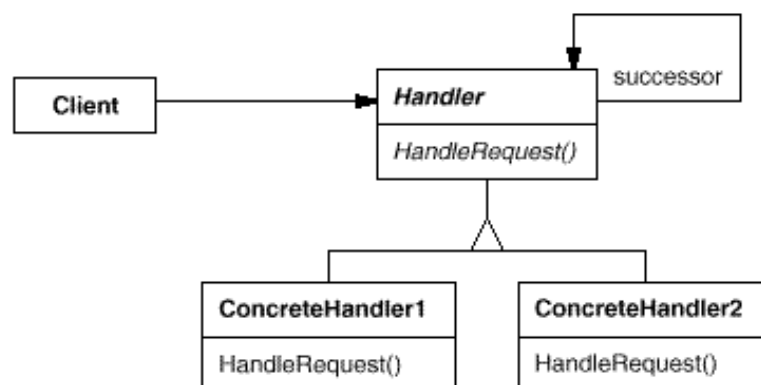 successor
Client
Handler
HandleRequest()
ConcreteHandler1
ConcreteHandler2
HandleRequest()
HandleRequest()